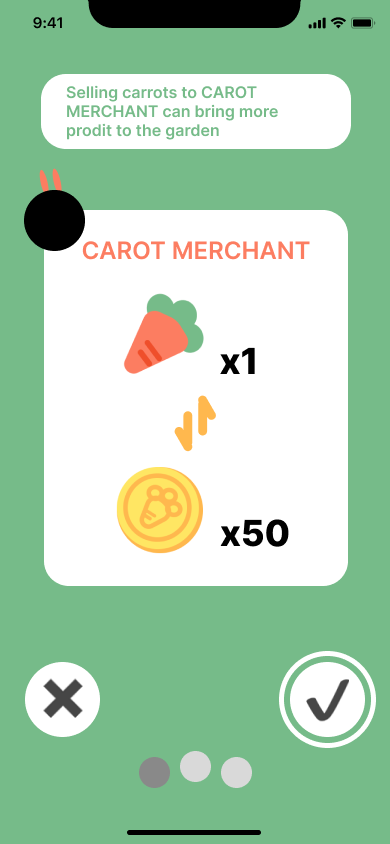 9:41
Selling carrots to CAROT
MERCHANT can bring more
prodit to the garden
CAROT MERCHANT
x1
x50